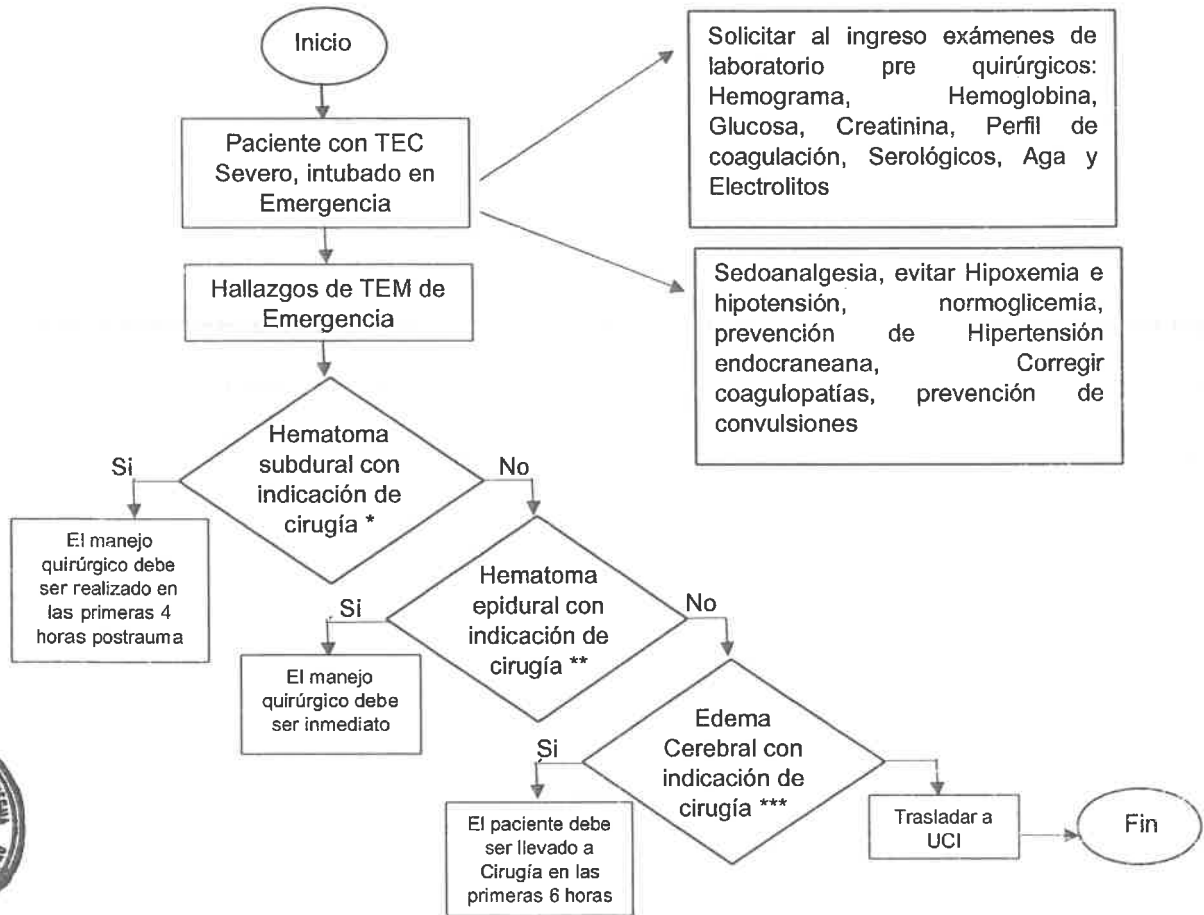 Inicio
Solicitar al ingreso exámenes de
laboratorio pre quirúrgicos:
Hemograma, Hemoglobina,
Glucosa, Creatinina, Perfil de
coagulación, Serológicos, Aga y
Electrolitos
Paciente con TEC
Severo, intubado en
Emergencia
Sedoanalgesia, evitar Hipoxemia e
hipotensión, normoglicemia,
prevención de Hipertensión
endocraneana, Corregir
coagulopatías, prevención de
convulsiones
Hallazgos de TEM de
Emergencia
Hematoma
subdural con
indicación de
cirugía *
Si
No
El manejo
quirúrgico debe
ser realizado en
las primeras 4
horas postrauma
Hematoma
epidural con
indicación de
cirugía **
Si
No
El manejo
quirúrgico debe
ser inmediato
Edema
Cerebral con
indicación de
cirugía ***
Si
El paciente debe
ser llevado a
Cirugía en las
primeras 6 horas
Trasladar a
UCI
Fin